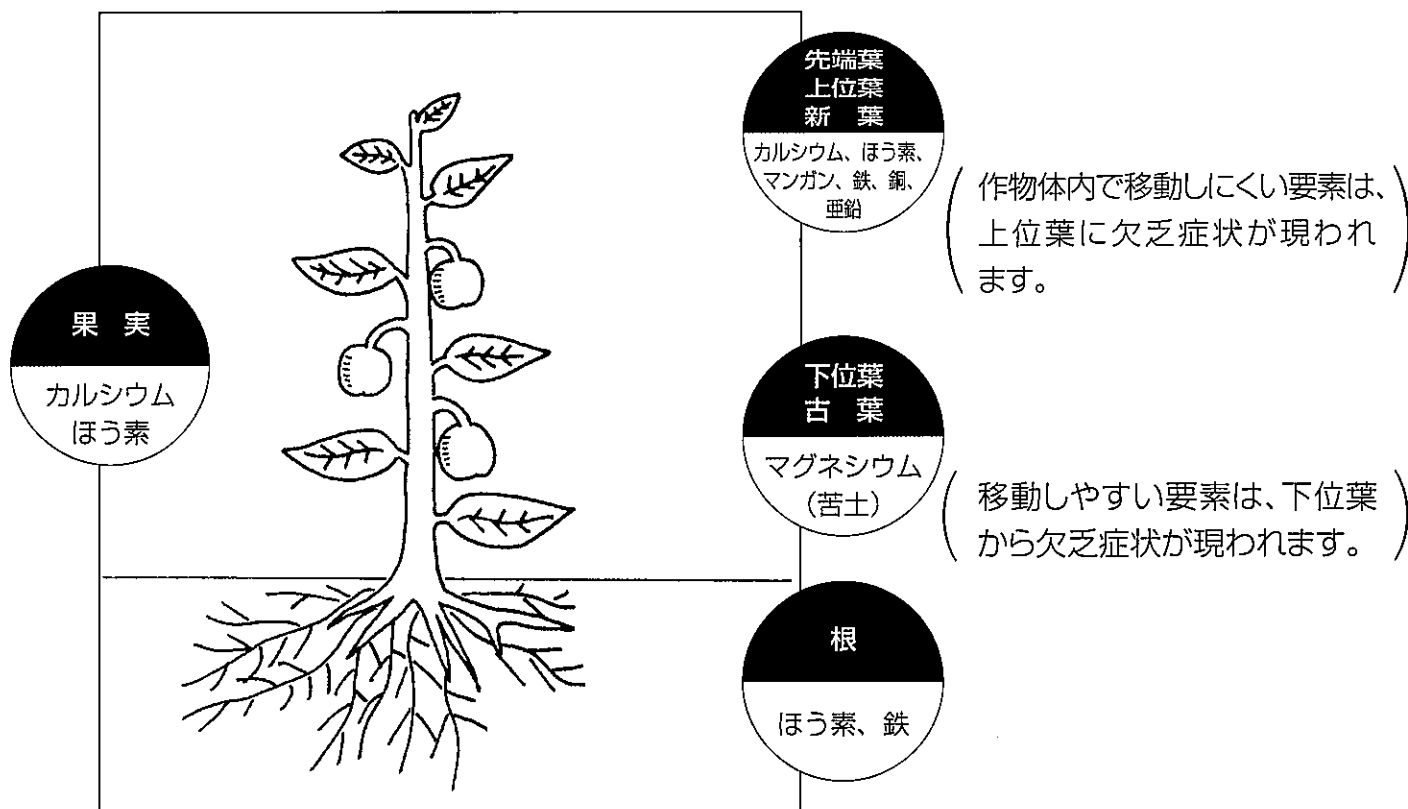 先端葉
上位葉
新　葉
カルシウム、ほう素、
マンガン、鉄、銅、
亜鉛
作物体内で移動しにくい要素は、
上位葉に欠乏症状が現われ
ます。
果　実
カルシウム
ほう素
下位葉
古　葉
マグネシウム
(苦土)
移動しやすい要素は、下位葉
から欠乏症状が現われます。
根
ほう素、鉄